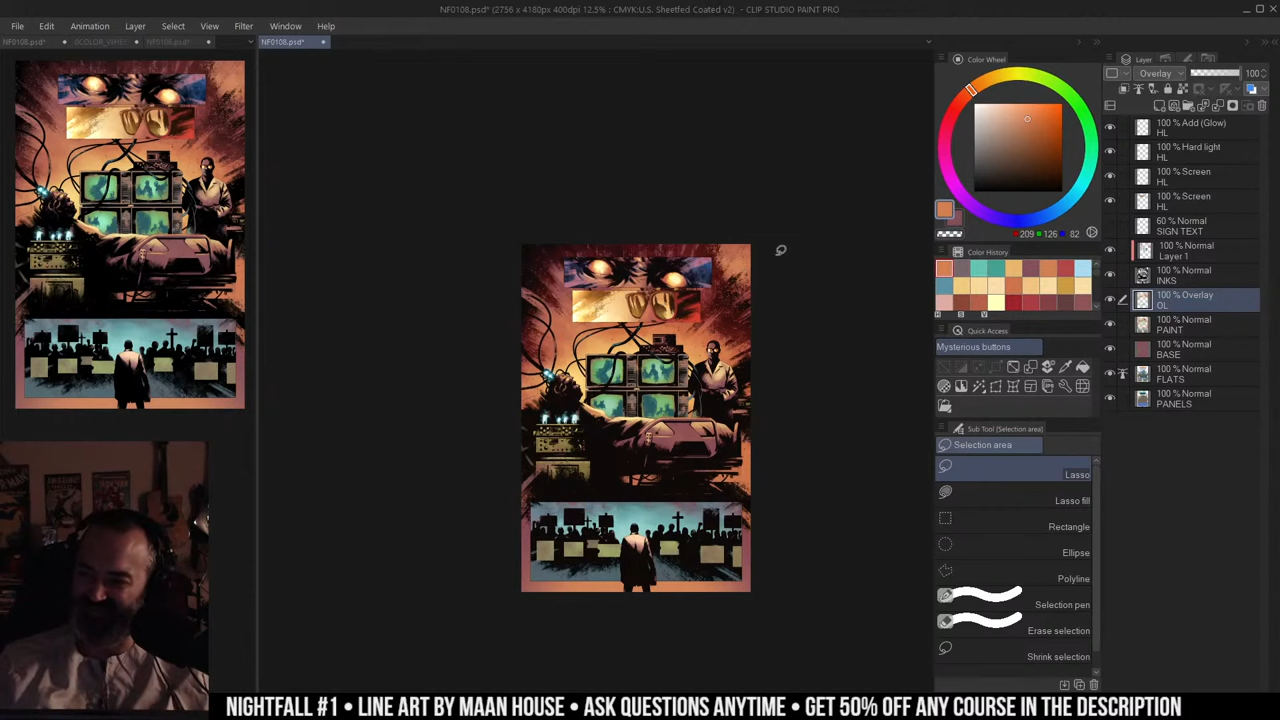 NF0108.psd* (2756 x 4180px 400dpi 12.5% : CMYK:U.S. Sheetfed Coated v2) - CLIP STUDIO PAINT PRO
File Edit Animation Layer Select View Filter Window Help
NF0108.psd* NF0108.psd*
Color Wheel
209 126 82
Color History
H S V
Quick Access
Mysterious buttons
Sub Tool [Selection area]
Selection area
Lasso
Lasso fill
Rectangle
Ellipse
Polyline
Selection pen
Erase selection
Shrink selection
Layer
Overlay 100
100 % Add (Glow)
HL
100 % Hard light
HL
100 % Screen
HL
100 % Screen
HL
60 % Normal
SIGN TEXT
100 % Normal
Layer 1
100 % Normal
INKS
100 % Overlay
OL
100 % Normal
PAINT
100 % Normal
BASE
100 % Normal
FLATS
100 % Normal
PANELS
NIGHTFALL #1 • LINE ART BY MAAN HOUSE • ASK QUESTIONS ANYTIME • GET 50% OFF ANY COURSE IN THE DESCRIPTION